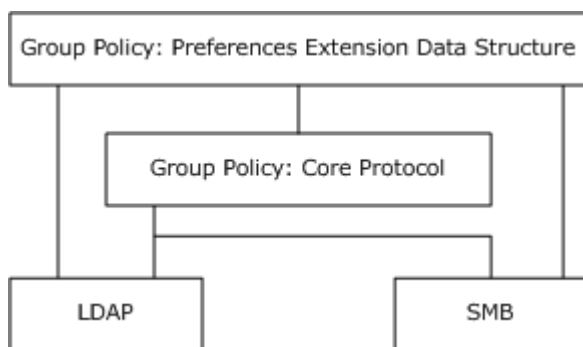 Group Policy: Preferences Extension Data Structure
Group Policy: Core Protocol
LDAP
SMB